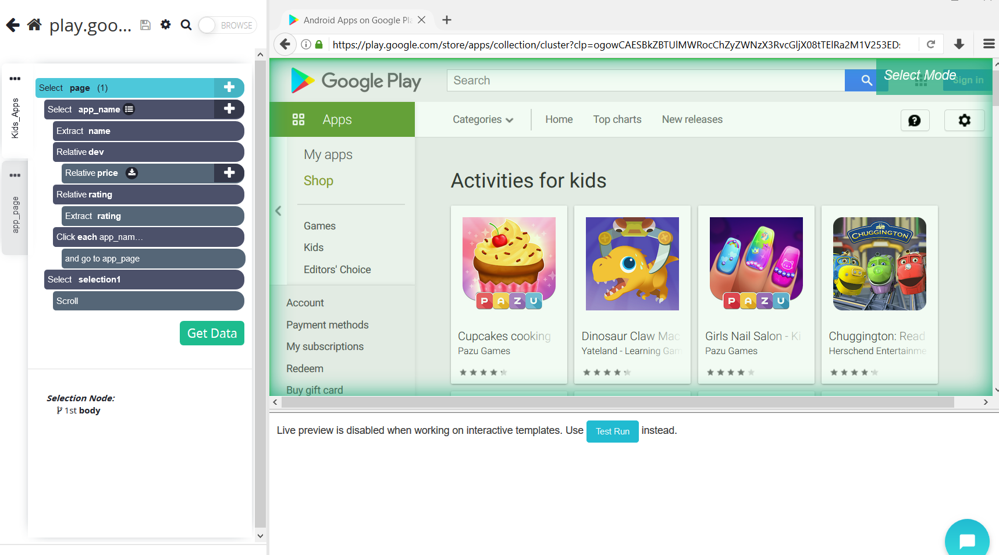 play.goo...
BROWSE
Kids_Apps
app_page
Select page (1)
Select app_name
Extract name
Relative dev
Relative price
Relative rating
Extract rating
Click each app_nam...
and go to app_page
Select selection1
Scroll
Get Data
Selection Node:
1st body
Android Apps on Google Pla
https://play.google.com/store/apps/collection/cluster?clp=ogowCAESBkZBTUlMWRocChZyZWNzX3RvcGljX08tTElRa2M1V253EDs
Google Play
Search
Select Mode
Sign in
Apps
Categories
Home
Top charts
New releases
My apps
Shop
Games
Kids
Editors' Choice
Account
Payment methods
My subscriptions
Redeem
Buy gift card
Activities for kids
PAZU
PAZU
CHUGGINGTON
Cupcakes cooking
Pazu Games
Dinosaur Claw Mac
Yateland - Learning Gam
Girls Nail Salon - Ki
Pazu Games
Chuggington: Read
Herschend Entertainme
Live preview is disabled when working on interactive templates. Use Test Run instead.